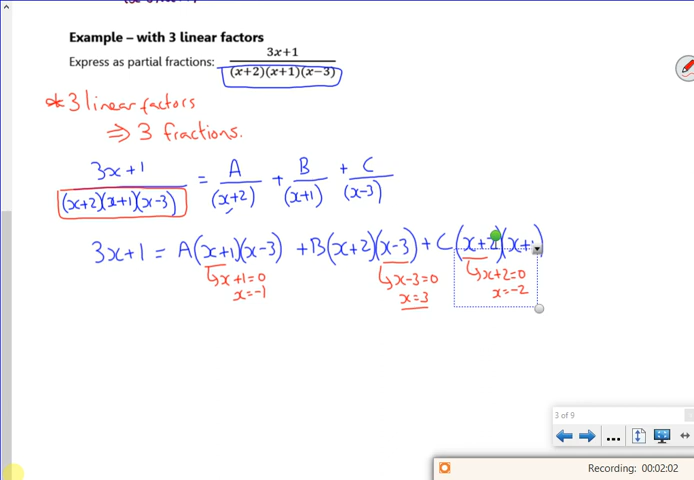 Example – with 3 linear factors
Express as partial fractions: 3x+1 / (x+2)(x+1)(x−3)
* 3 linear factors
⇒ 3 fractions.
3x+1 / (x+2)(x+1)(x-3) = A / (x+2) + B / (x+1) + C / (x-3)
3x+1 = A(x+1)(x-3) + B(x+2)(x-3) + C(x+2)(x+
↳ x+1=0 ↳ x-3=0 ↳ x+2=0
x=-1 x=3 x=-2
3 of 9
...
Recording: 00:02:02